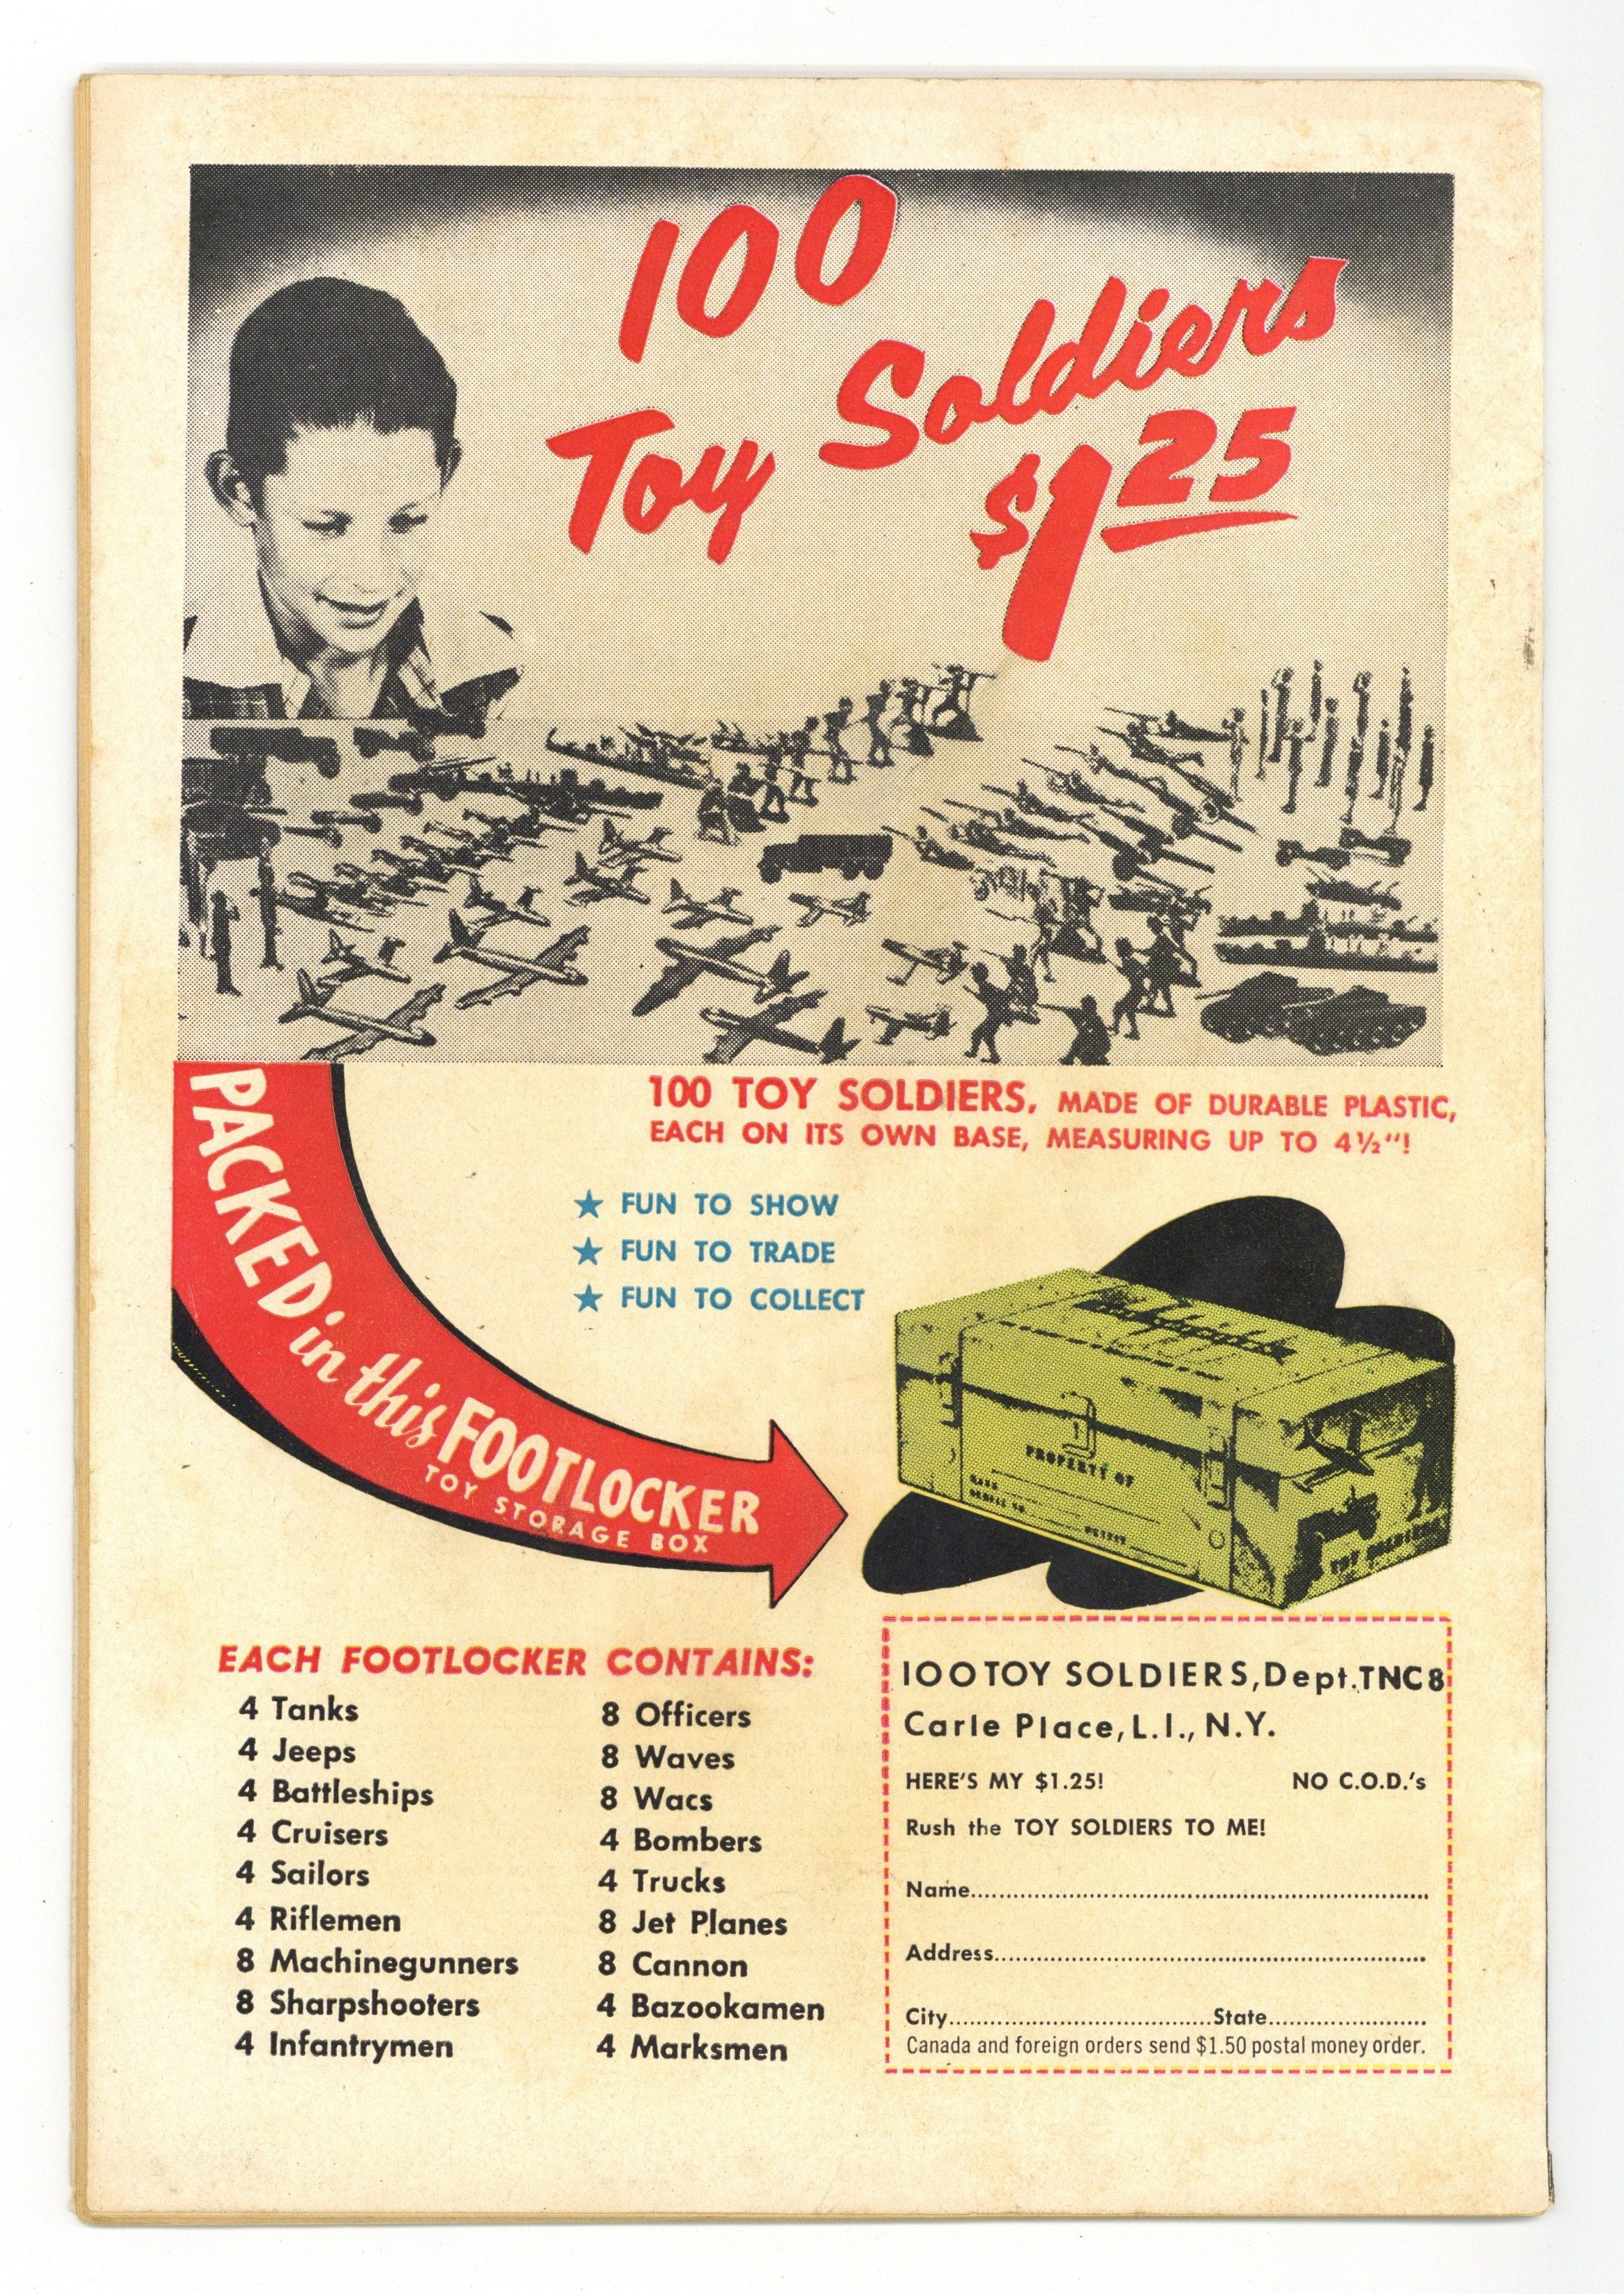 100
Toy Soldiers
$1.25
100 TOY SOLDIERS, MADE OF DURABLE PLASTIC,
EACH ON ITS OWN BASE, MEASURING UP TO 4½"!
PACKED in this FOOTLOCKER
TOY STORAGE BOX
★ FUN TO SHOW
★ FUN TO TRADE
★ FUN TO COLLECT
PROPERTY OF
TOY SOLDIERS
EACH FOOTLOCKER CONTAINS:
4 Tanks
4 Jeeps
4 Battleships
4 Cruisers
4 Sailors
4 Riflemen
8 Machinegunners
8 Sharpshooters
4 Infantrymen
8 Officers
8 Waves
8 Wacs
4 Bombers
4 Trucks
8 Jet Planes
8 Cannon
4 Bazookamen
4 Marksmen
100 TOY SOLDIERS, Dept. TNC8
Carle Place, L.I., N.Y.
HERE'S MY $1.25! NO C.O.D.'s
Rush the TOY SOLDIERS TO ME!
Name
Address
City State
Canada and foreign orders send $1.50 postal money order.